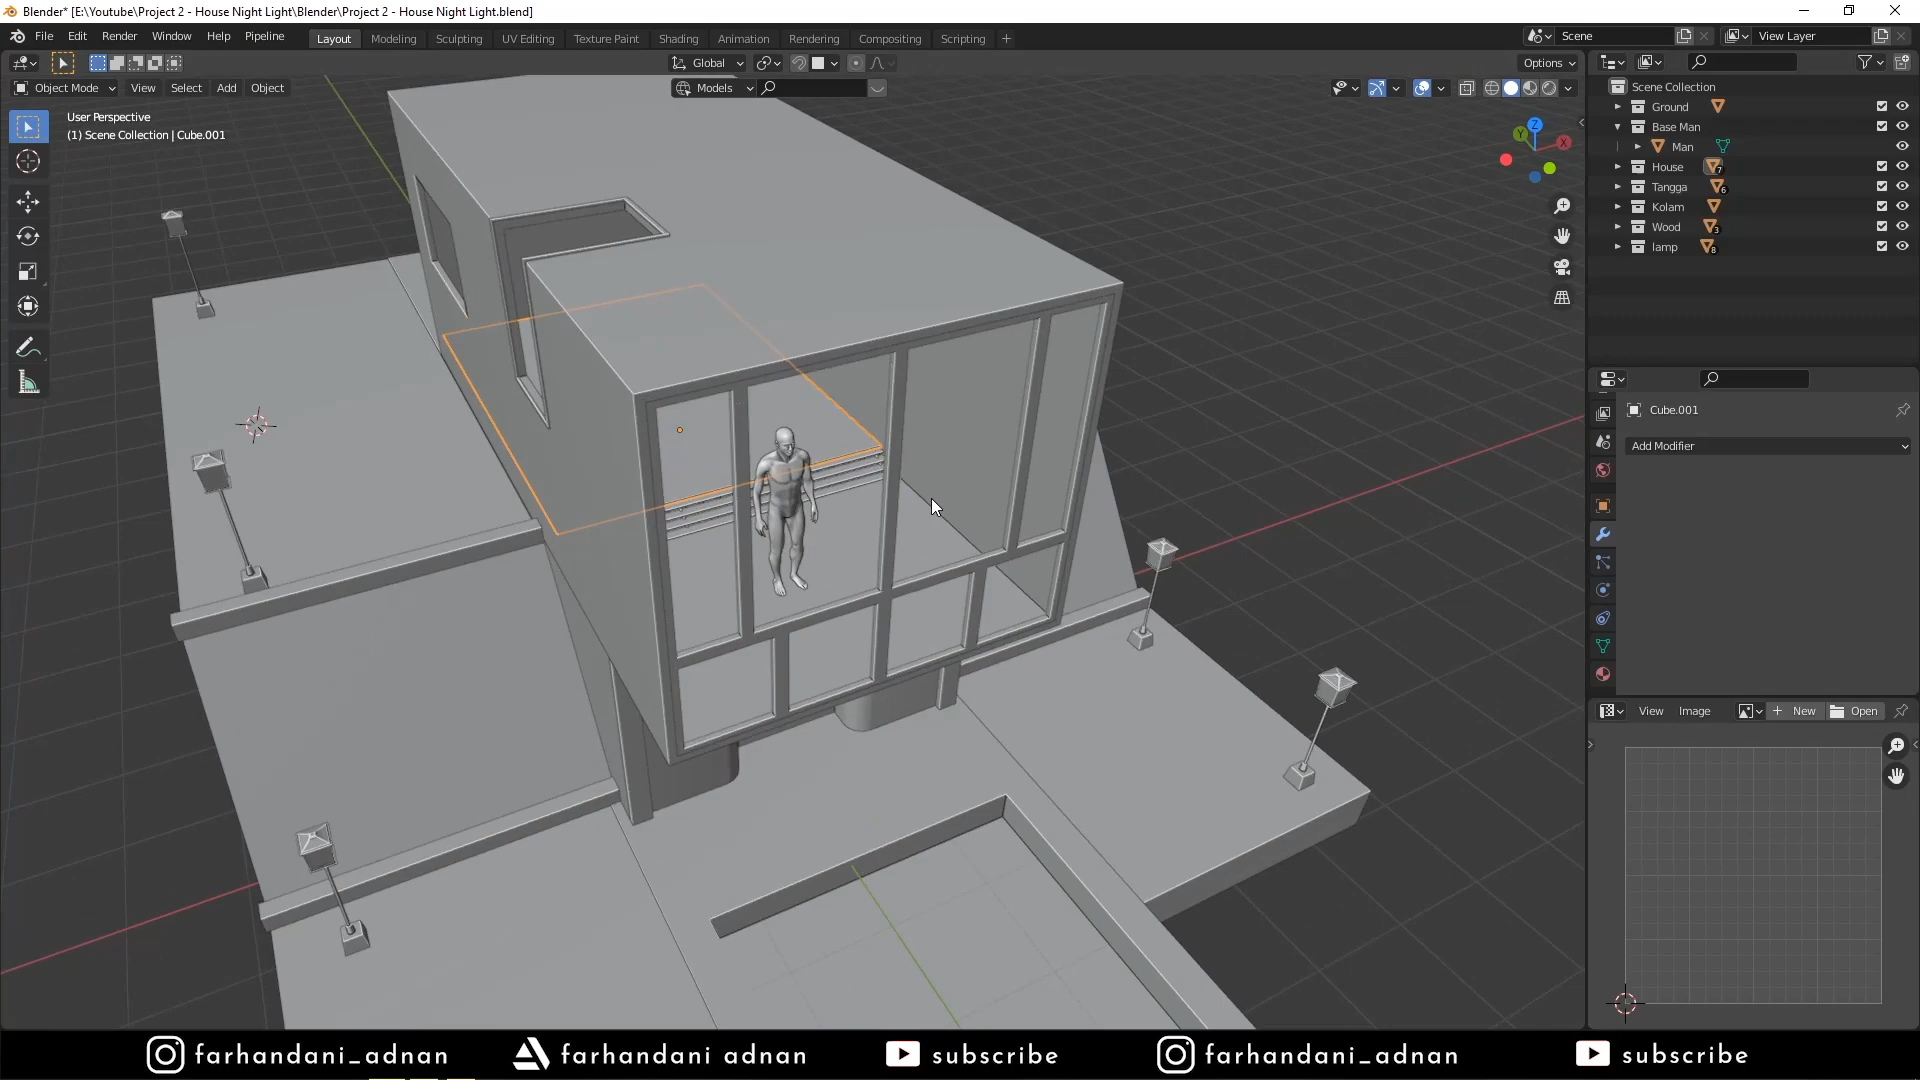 Blender* [E:\Youtube\Project 2 - House Night Light\Blender\Project 2 - House Night Light.blend]
File Edit Render Window Help Pipeline Layout Modeling Sculpting UV Editing Texture Paint Shading Animation Rendering Compositing Scripting + Scene View Layer
Global Options
Object Mode View Select Add Object Models
User Perspective
(1) Scene Collection | Cube.001
Z
Y
X
Scene Collection
Ground
Base Man
Man
House 7
Tangga 6
Kolam
Wood 3
lamp 8
Cube.001
Add Modifier
View Image + New Open
farhandani_adnan farhandani adnan subscribe farhandani_adnan subscribe